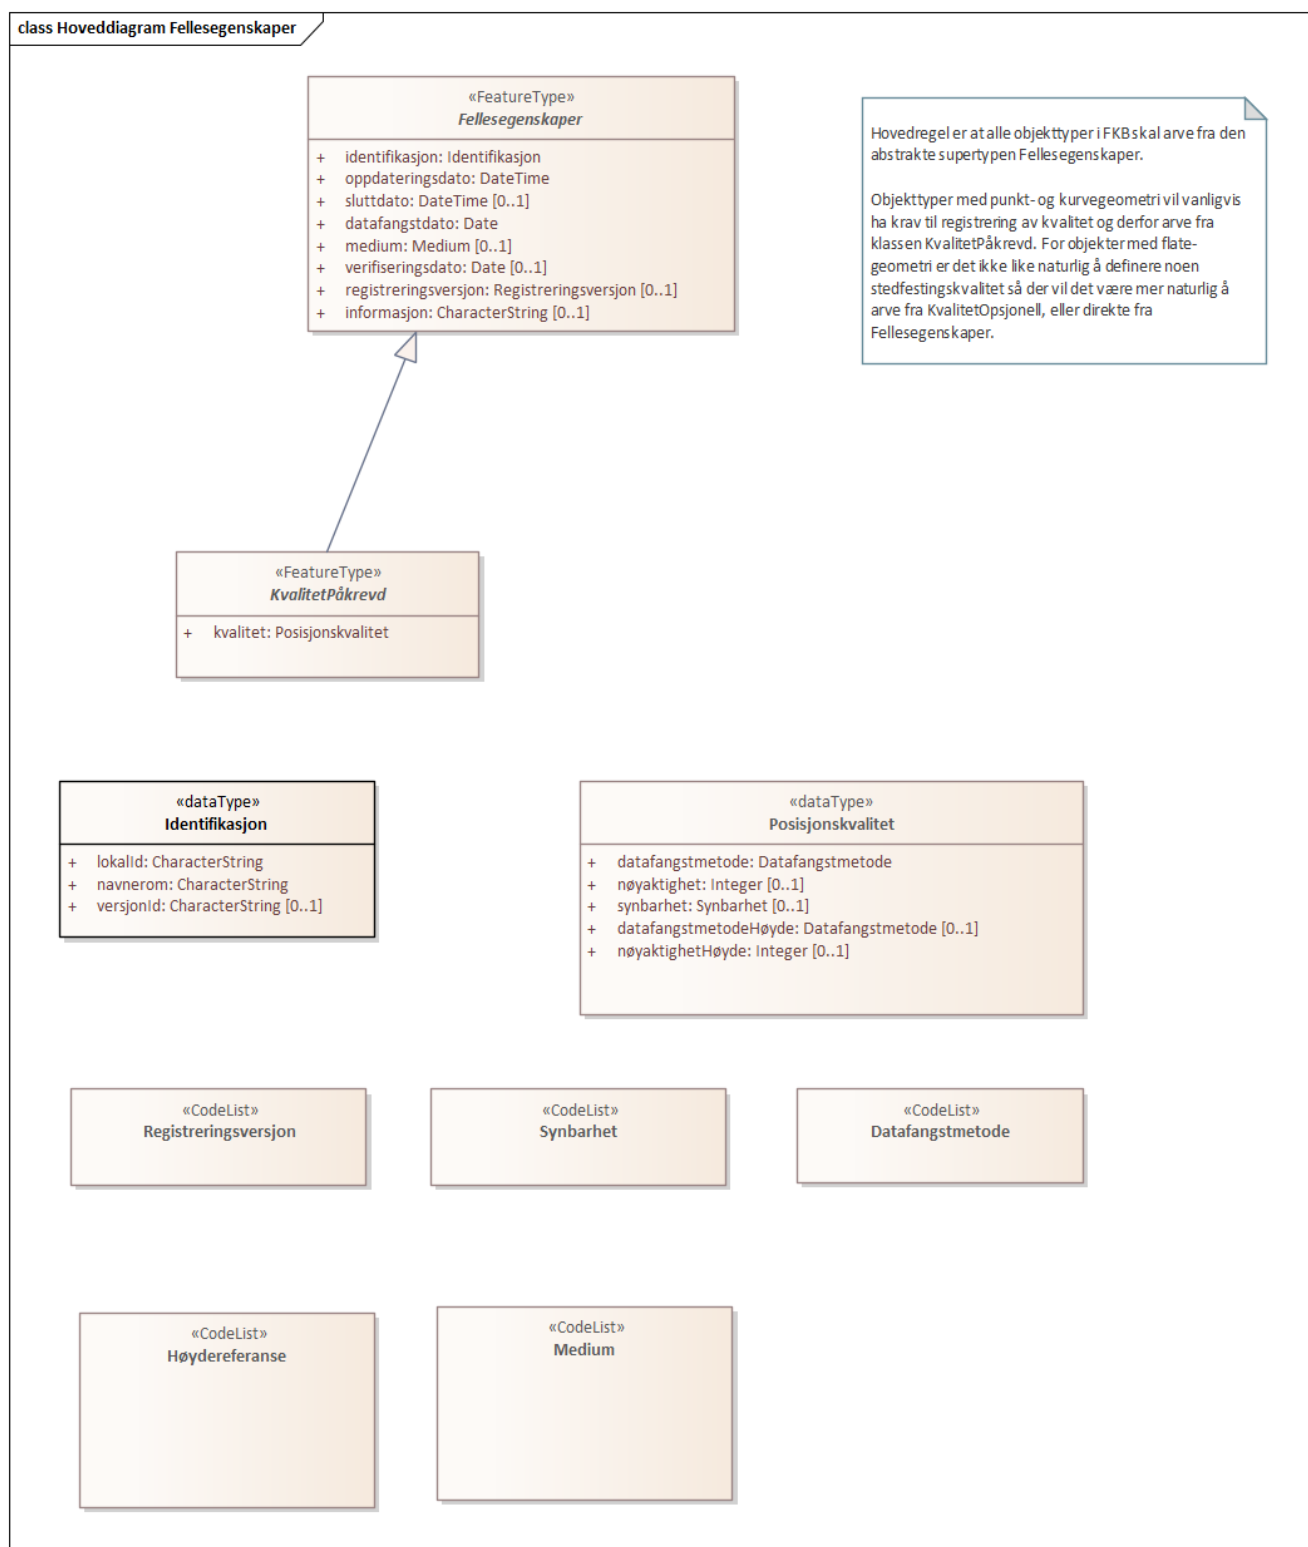 class Hoveddiagram Fellesegenskaper
«FeatureType»
Fellesegenskaper
+ identifikasjon: Identifikasjon
+ oppdateringsdato: DateTime
+ sluttdato: DateTime [0..1]
+ datafangstdato: Date
+ medium: Medium [0..1]
+ verifiseringsdato: Date [0..1]
+ registreringsversjon: Registreringsversjon [0..1]
+ informasjon: CharacterString [0..1]
Hovedregel er at alle objekttyper i FKB skal arve fra den
abstrakte supertypen Fellesegenskaper.
Objekttyper med punkt- og kurvegeometri vil vanligvis
ha krav til registrering av kvalitet og derfor arve fra
klassen KvalitetPåkrevd. For objekter med flate-
geometri er det ikke like naturlig å definere noen
stedfestingskvalitet så der vil det være mer naturlig å
arve fra KvalitetOpsjonell, eller direkte fra
Fellesegenskaper.
«FeatureType»
KvalitetPåkrevd
+ kvalitet: Posisjonskvalitet
«dataType»
Identifikasjon
+ lokalId: CharacterString
+ navnerom: CharacterString
+ versjonId: CharacterString [0..1]
«dataType»
Posisjonskvalitet
+ datafangstmetode: Datafangstmetode
+ nøyaktighet: Integer [0..1]
+ synbarhet: Synbarhet [0..1]
+ datafangstmetodeHøyde: Datafangstmetode [0..1]
+ nøyaktighetHøyde: Integer [0..1]
«CodeList»
Registreringsversjon
«CodeList»
Synbarhet
«CodeList»
Datafangstmetode
«CodeList»
Høydereferanse
«CodeList»
Medium